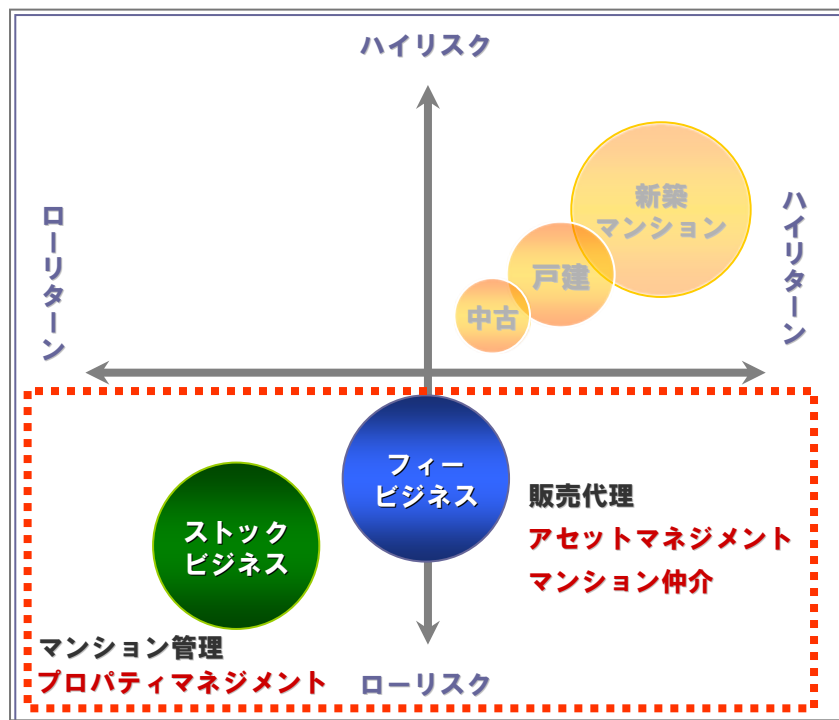 ハイリスク
ローリターン
ハイリターン
新築
マンション
戸建
中古
フィー
ビジネス
ストック
ビジネス
販売代理
アセットマネジメント
マンション仲介
マンション管理
プロパティマネジメント
ローリスク